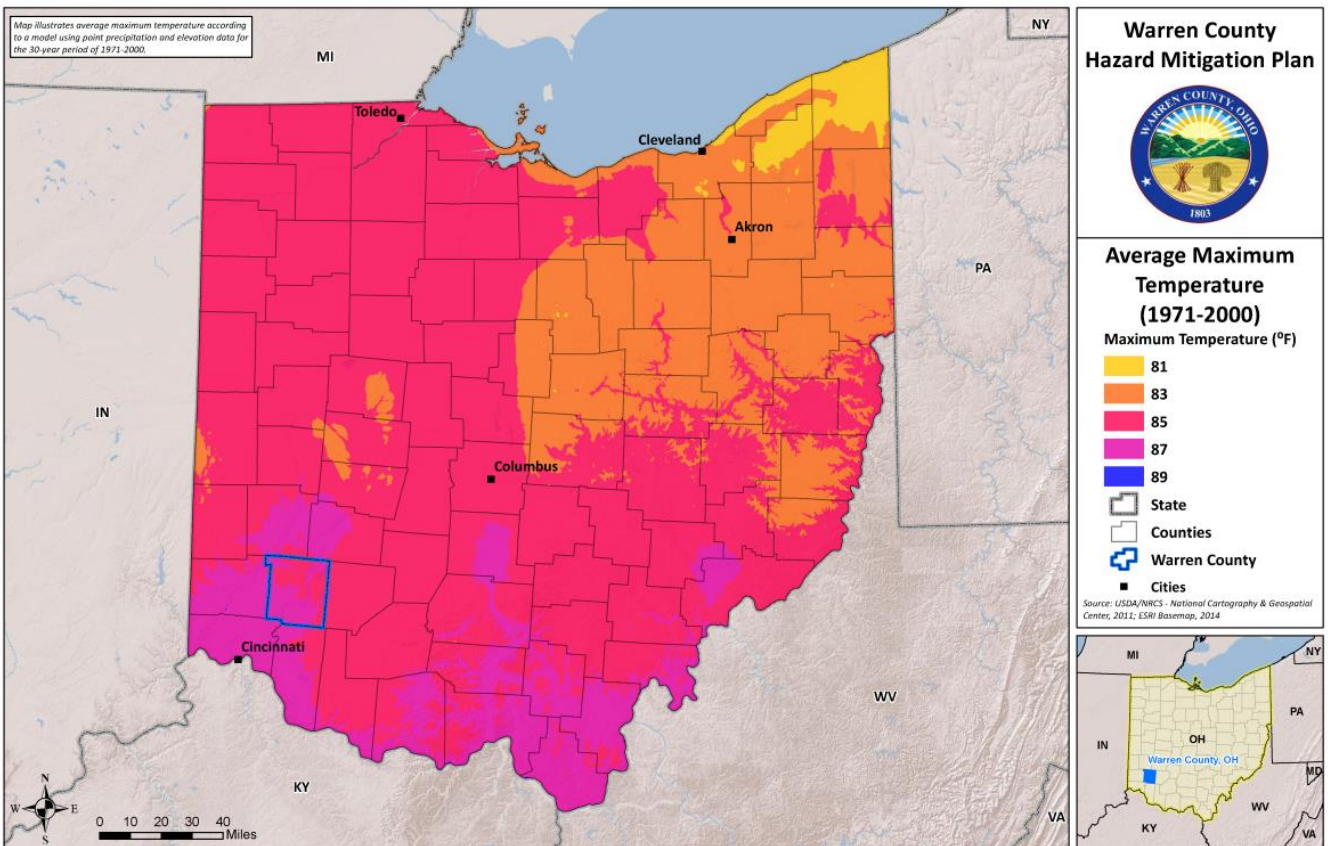 Map illustrates average maximum temperature according
to a model using point precipitation and elevation data for
the 30-year period of 1971-2000.
NY
MI
Toledo
Cleveland
Akron
PA
IN
Columbus
Cincinnati
WV
KY
VA
N
W
E
S
0 10 20 30 40
Miles
Warren County
Hazard Mitigation Plan
WARREN COUNTY, OHIO
1803
Average Maximum
Temperature
(1971-2000)
Maximum Temperature (ºF)
81
83
85
87
89
State
Counties
Warren County
Cities
Source: USDA/NRCS - National Cartography & Geospatial
Center, 2011; ESRI Basemap, 2014
MI
NY
PA
IN
OH
Warren County, OH
MD
WV
KY
VA